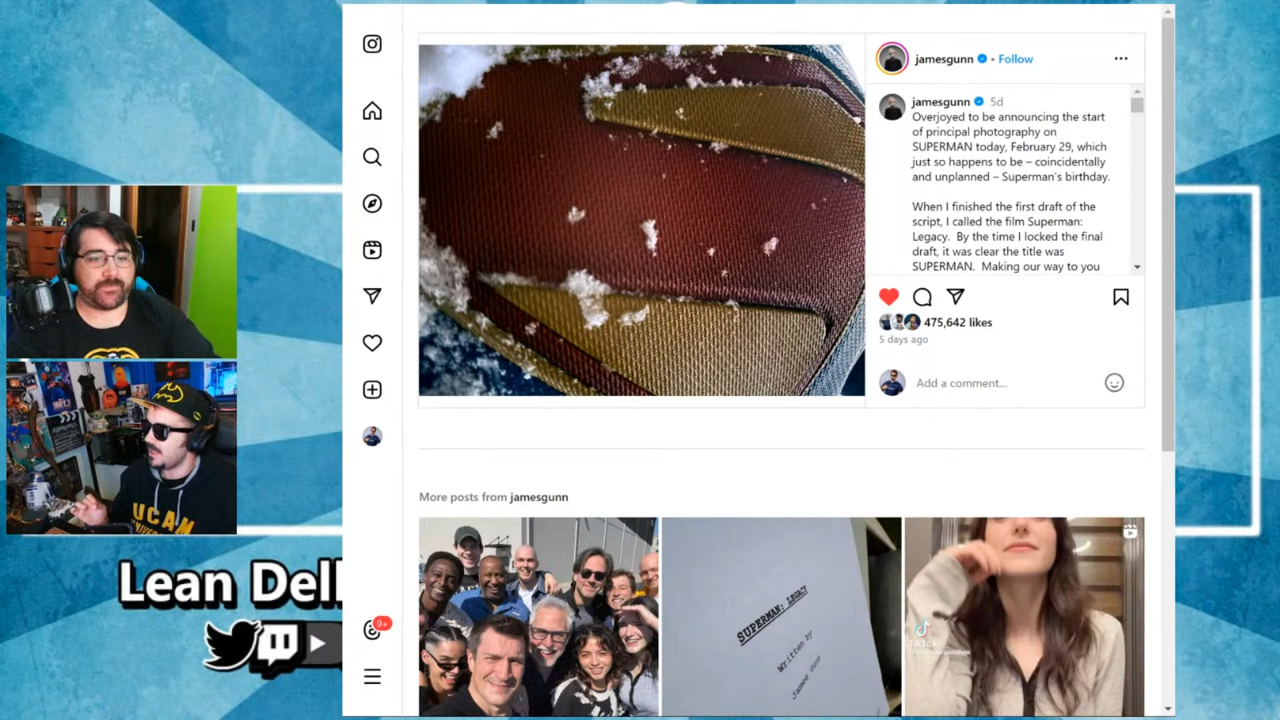 jamesgunn • Follow
jamesgunn 5d
Overjoyed to be announcing the start
of principal photography on
SUPERMAN today, February 29, which
just so happens to be – coincidentally
and unplanned – Superman's birthday.
When I finished the first draft of the
script, I called the film Superman:
Legacy. By the time I locked the final
draft, it was clear the title was
SUPERMAN. Making our way to you
475,642 likes
5 days ago
Add a comment...
More posts from jamesgunn
SUPERMAN: LEGACY
Written by
James Gunn
TikTok
UCAM
Lean Dell
9+